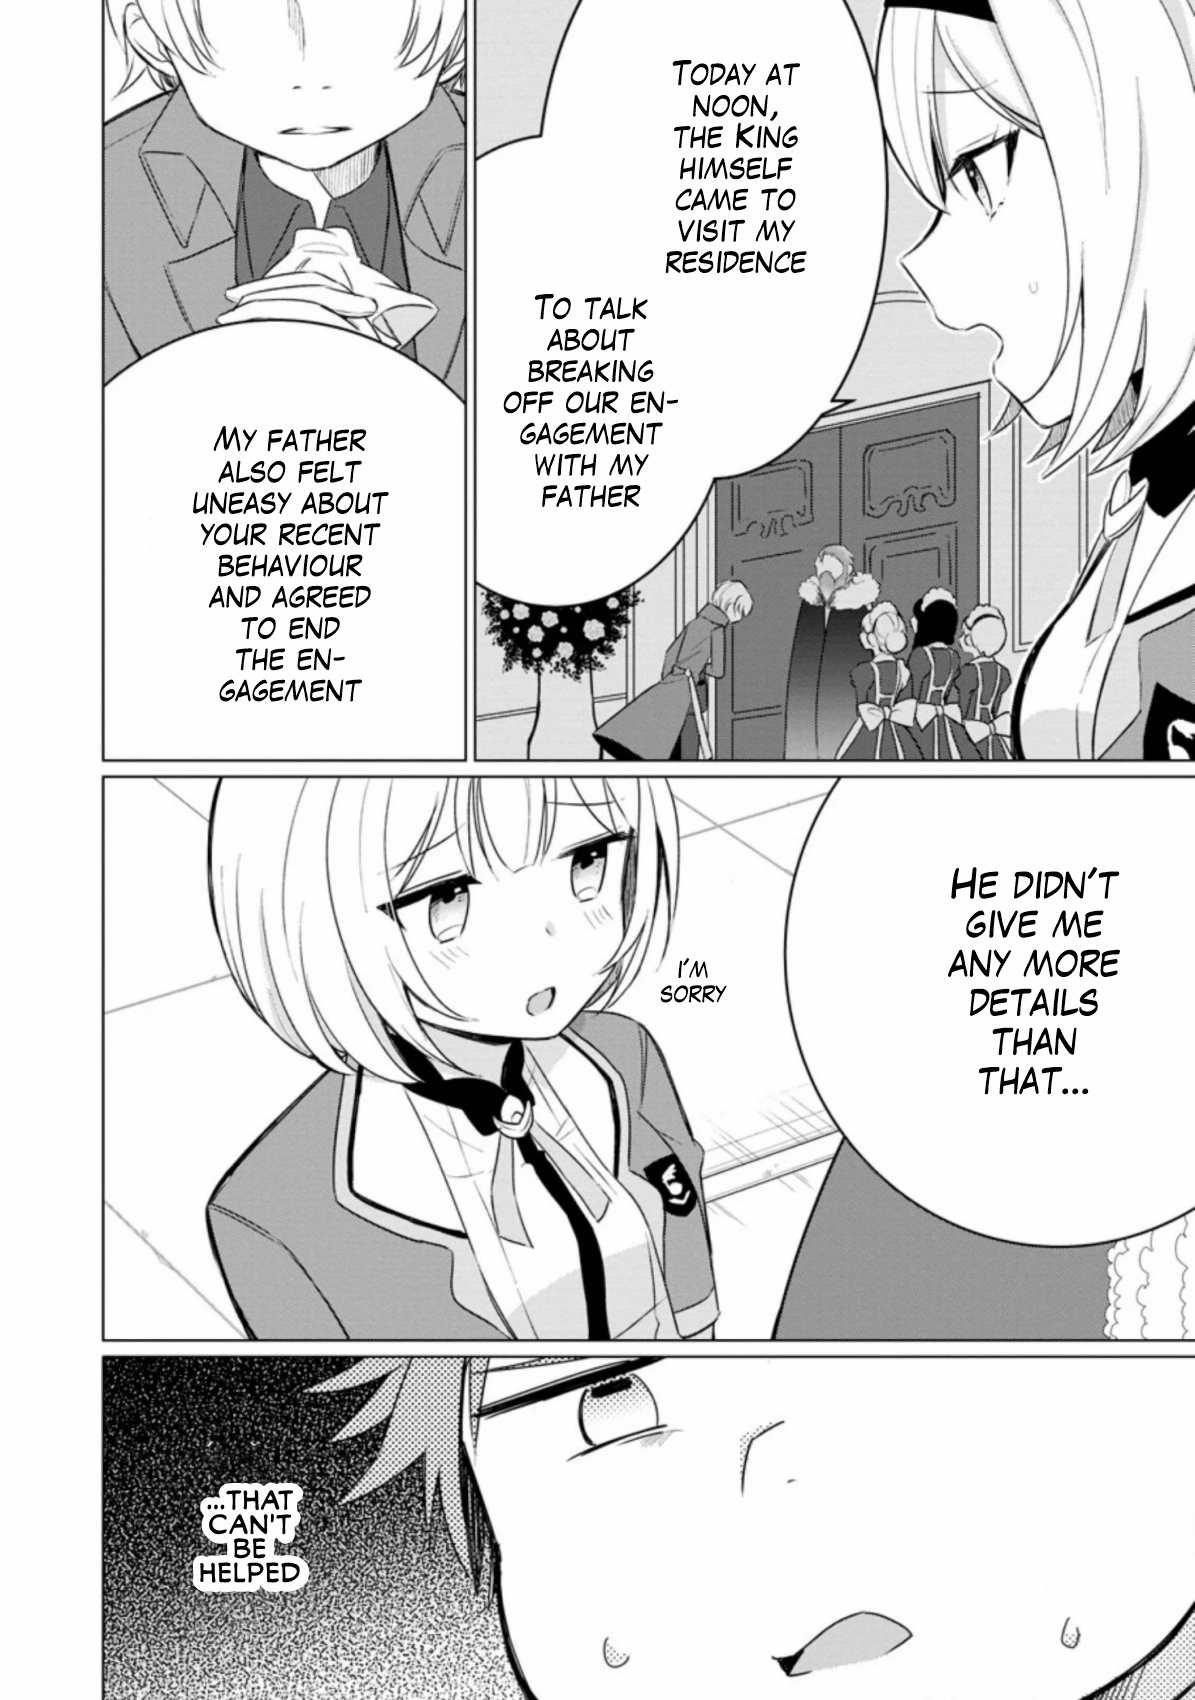 TODAY AT
NOON,
THE KING
HIMSELF
CAME TO
VISIT MY
RESIDENCE
TO TALK
ABOUT
BREAKING
OFF OUR EN-
GAGEMENT
WITH MY
FATHER
MY FATHER
ALSO FELT
UNEASY ABOUT
YOUR RECENT
BEHAVIOUR
AND AGREED
TO END
THE EN-
GAGEMENT
HE DIDN'T
GIVE ME
ANY MORE
DETAILS
THAN
THAT...
I'M
SORRY
...THAT
CAN'T
BE
HELPED